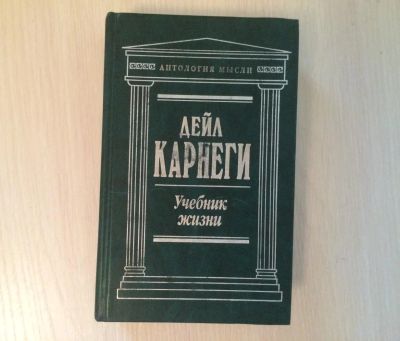 АНТОЛОГИЯ МЫСЛИ
ДЕЙЛ
КАРНЕГИ
Учебник
жизни